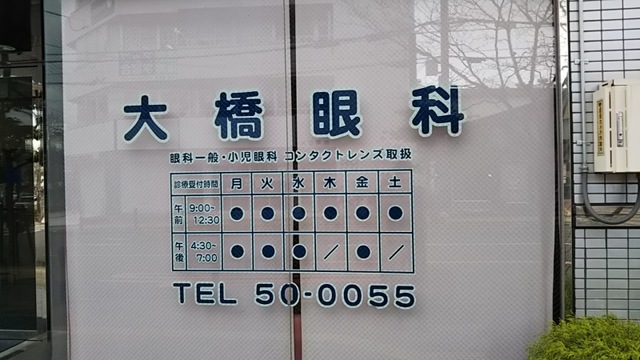 大橋眼科
眼科一般・小児眼科 コンタクトレンズ取扱
診療受付時間 月 火 水 木 金 土
午前 9:00~12:30 ● ● ● ● ● ●
午後 4:30~7:00 ● ● ● / ● /
TEL 50-0055